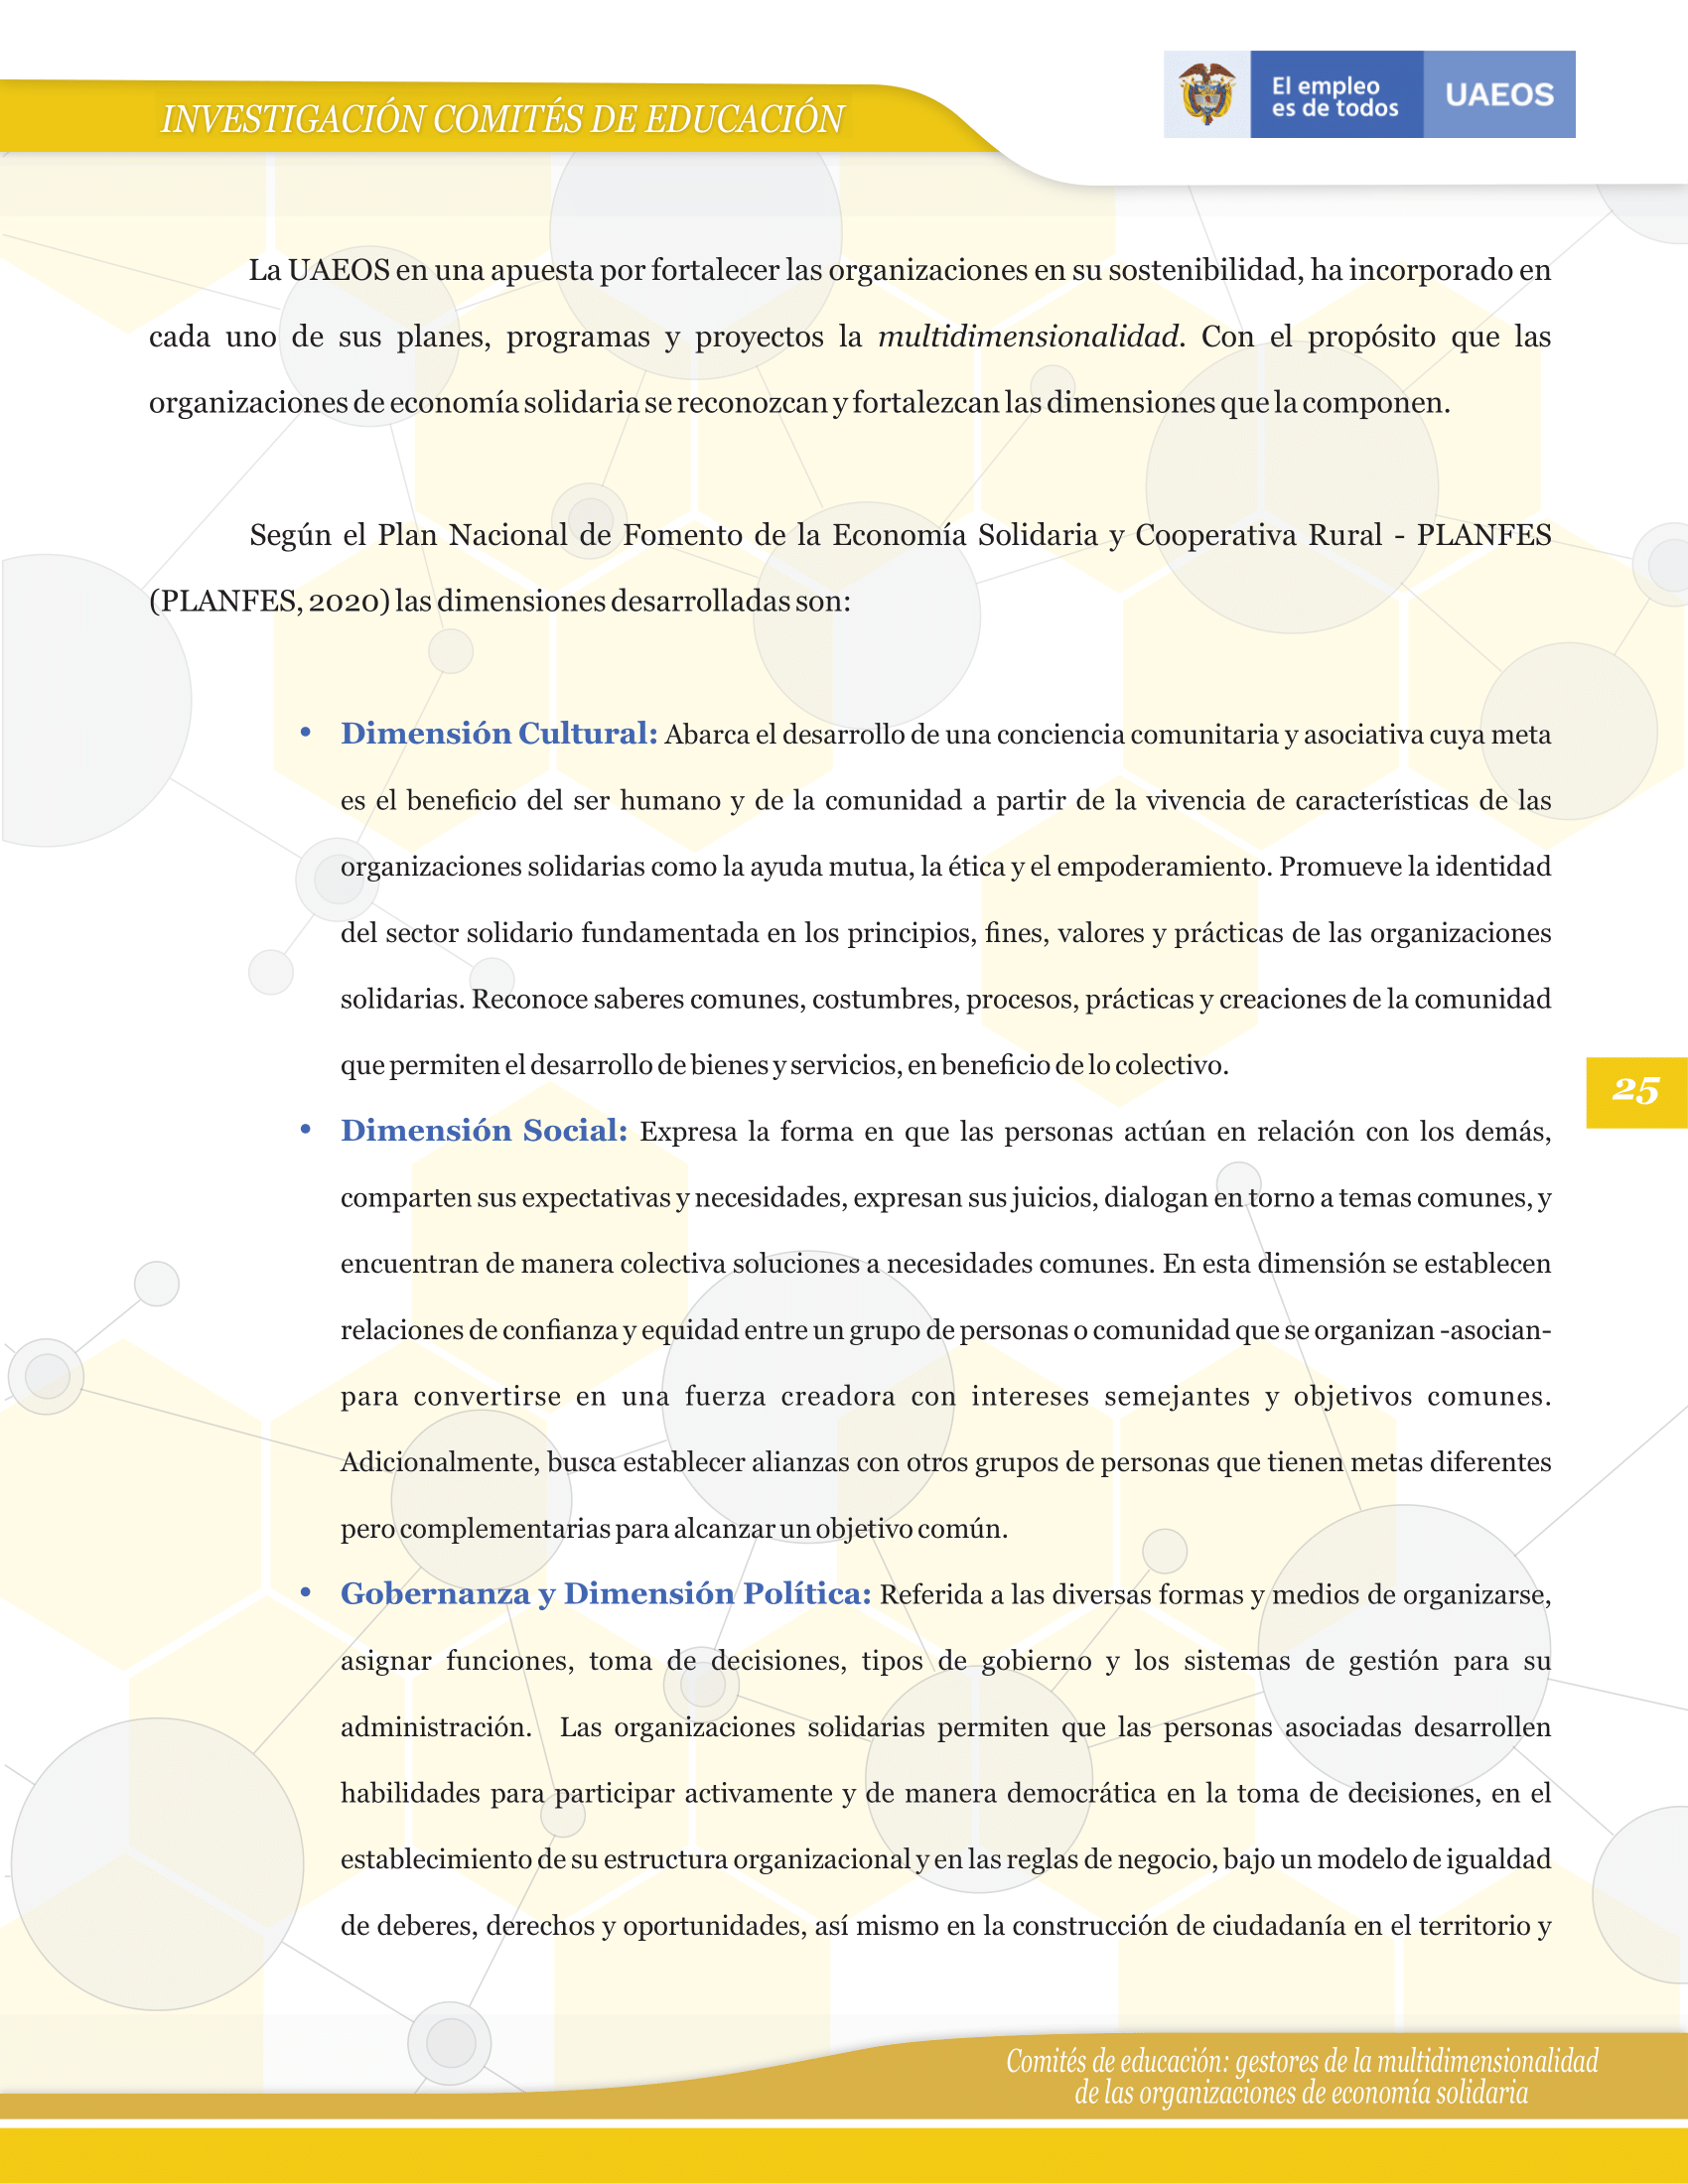 INVESTIGACIÓN COMITÉS DE EDUCACIÓN
El empleo
es de todos
UAEOS
La UAEOS en una apuesta por fortalecer las organizaciones en su sostenibilidad, ha incorporado en
cada uno de sus planes, programas y proyectos la multidimensionalidad. Con el propósito que las
organizaciones de economía solidaria se reconozcan y fortalezcan las dimensiones que la componen.
Según el Plan Nacional de Fomento de la Economía Solidaria y Cooperativa Rural - PLANFES
(PLANFES, 2020) las dimensiones desarrolladas son:
• Dimensión Cultural: Abarca el desarrollo de una conciencia comunitaria y asociativa cuya meta
es el beneficio del ser humano y de la comunidad a partir de la vivencia de características de las
organizaciones solidarias como la ayuda mutua, la ética y el empoderamiento. Promueve la identidad
del sector solidario fundamentada en los principios, fines, valores y prácticas de las organizaciones
solidarias. Reconoce saberes comunes, costumbres, procesos, prácticas y creaciones de la comunidad
que permiten el desarrollo de bienes y servicios, en beneficio de lo colectivo.
25
• Dimensión Social: Expresa la forma en que las personas actúan en relación con los demás,
comparten sus expectativas y necesidades, expresan sus juicios, dialogan en torno a temas comunes, y
encuentran de manera colectiva soluciones a necesidades comunes. En esta dimensión se establecen
relaciones de confianza y equidad entre un grupo de personas o comunidad que se organizan -asocian-
para convertirse en una fuerza creadora con intereses semejantes y objetivos comunes.
Adicionalmente, busca establecer alianzas con otros grupos de personas que tienen metas diferentes
pero complementarias para alcanzar un objetivo común.
• Gobernanza y Dimensión Política: Referida a las diversas formas y medios de organizarse,
asignar funciones, toma de decisiones, tipos de gobierno y los sistemas de gestión para su
administración. Las organizaciones solidarias permiten que las personas asociadas desarrollen
habilidades para participar activamente y de manera democrática en la toma de decisiones, en el
establecimiento de su estructura organizacional y en las reglas de negocio, bajo un modelo de igualdad
de deberes, derechos y oportunidades, así mismo en la construcción de ciudadanía en el territorio y
Comités de educación: gestores de la multidimensionalidad
de las organizaciones de economía solidaria